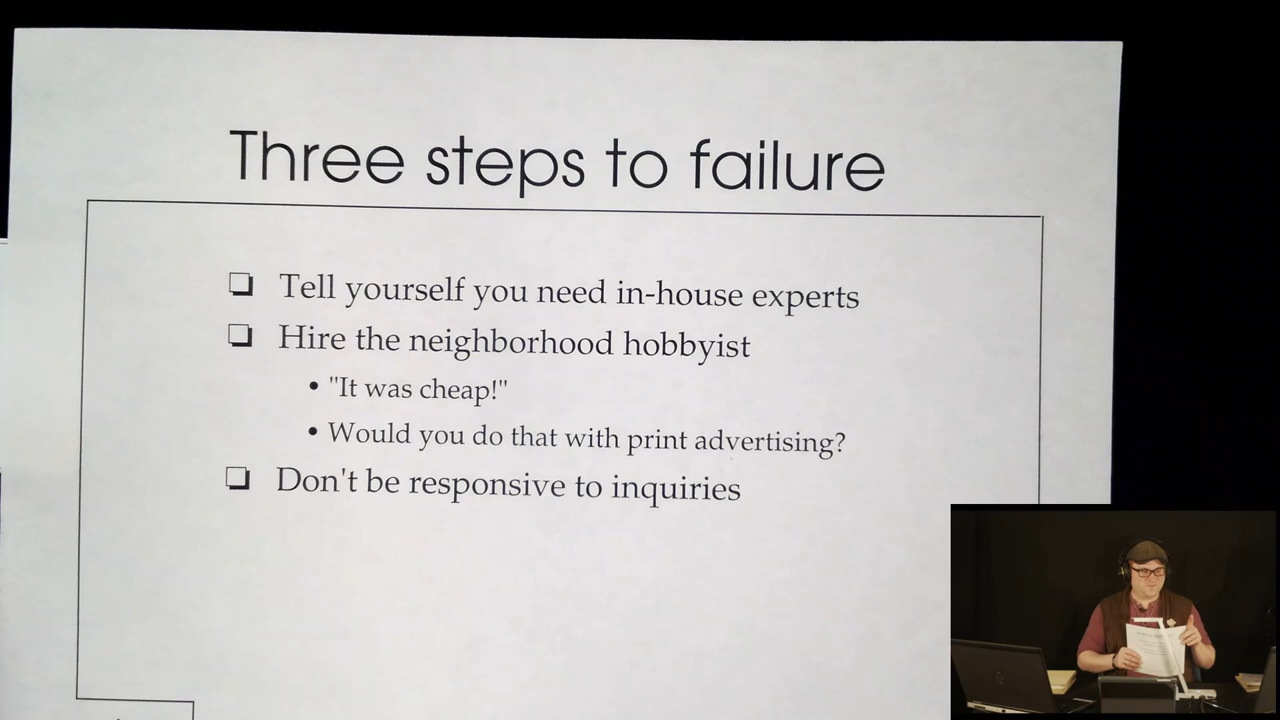 Three steps to failure
❏ Tell yourself you need in-house experts
❏ Hire the neighborhood hobbyist
• "It was cheap!"
• Would you do that with print advertising?
❏ Don't be responsive to inquiries